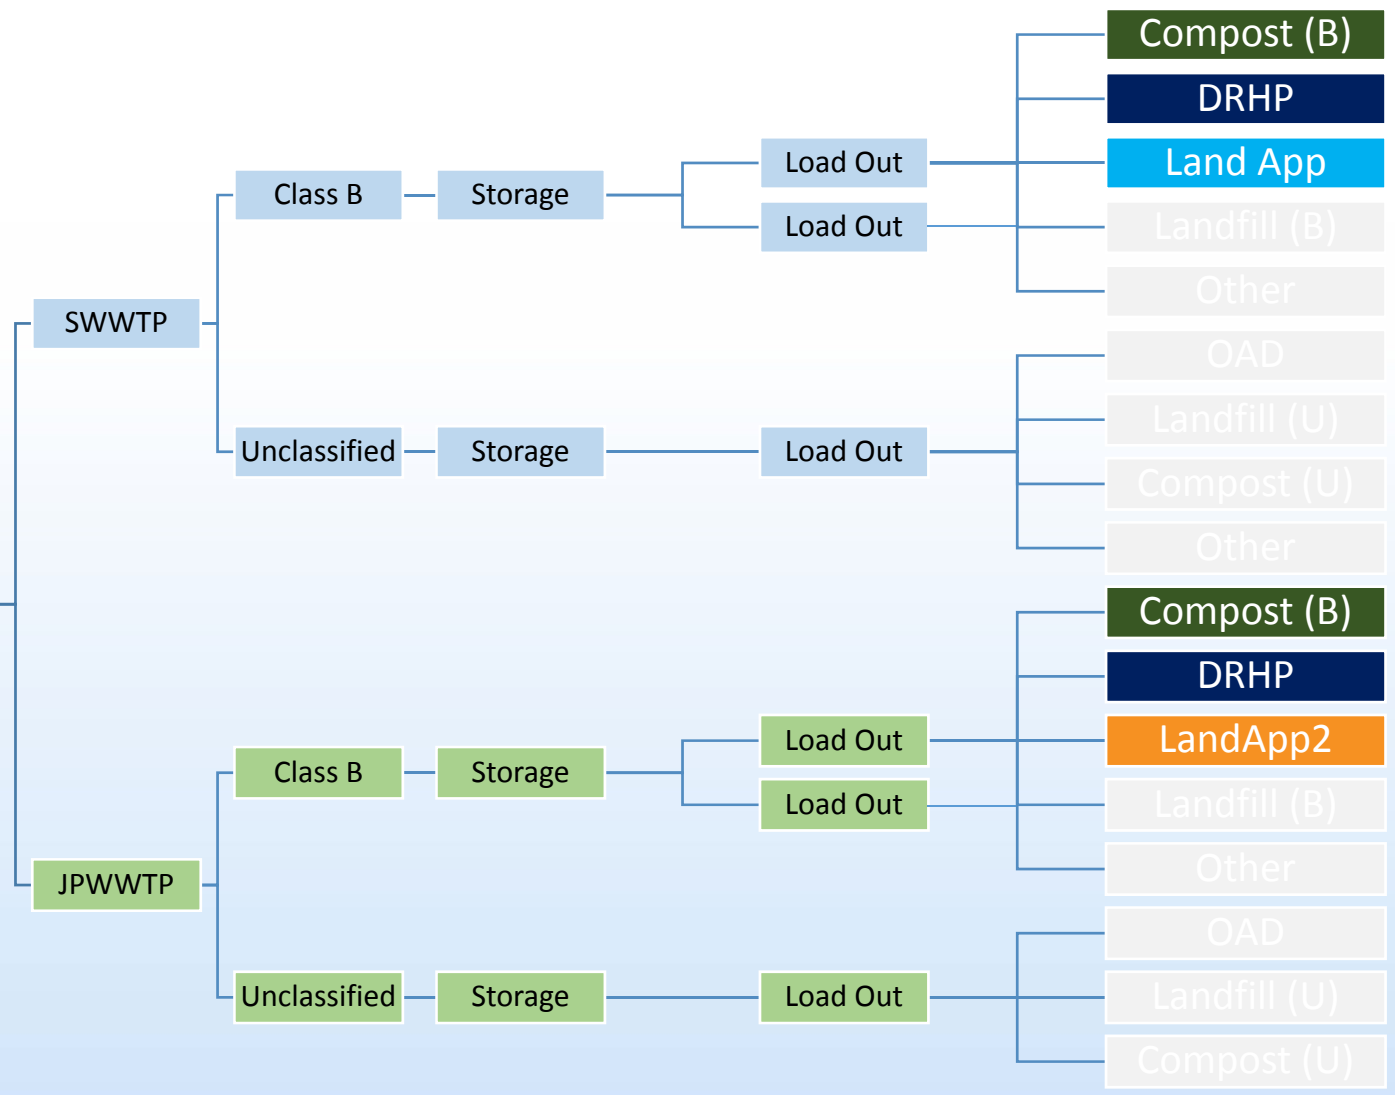 Compost (B)
DRHP
Land App
Landfill (B)
Other
Load Out
Load Out
Class B
Storage
SWWTP
OAD
Landfill (U)
Compost (U)
Other
Unclassified
Storage
Load Out
Compost (B)
DRHP
LandApp2
Landfill (B)
Other
Load Out
Load Out
Class B
Storage
JPWWTP
OAD
Landfill (U)
Compost (U)
Unclassified
Storage
Load Out